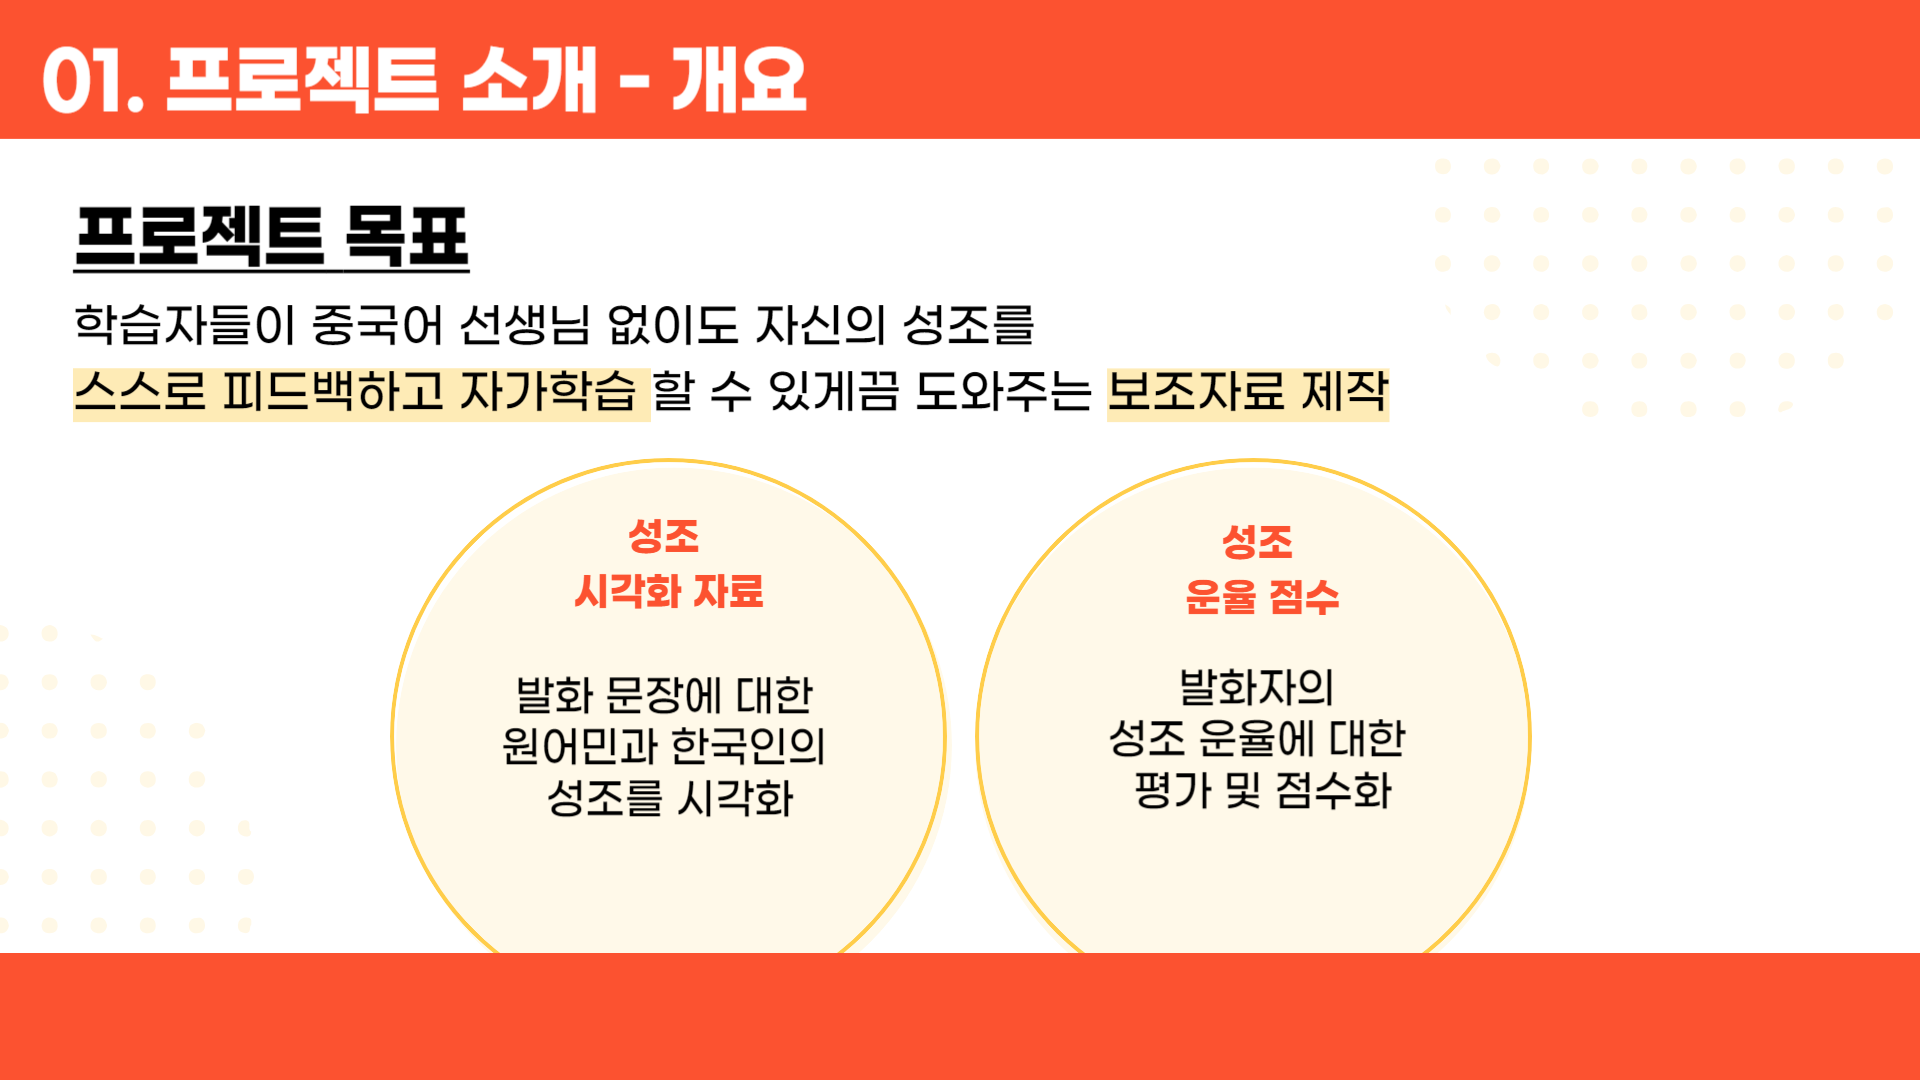 01. 프로젝트 소개 - 개요
프로젝트 목표
학습자들이 중국어 선생님 없이도 자신의 성조를
스스로 피드백하고 자가학습 할 수 있게끔 도와주는 보조자료 제작
성조
시각화 자료
발화 문장에 대한
원어민과 한국인의
성조를 시각화
성조
운율 점수
발화자의
성조 운율에 대한
평가 및 점수화